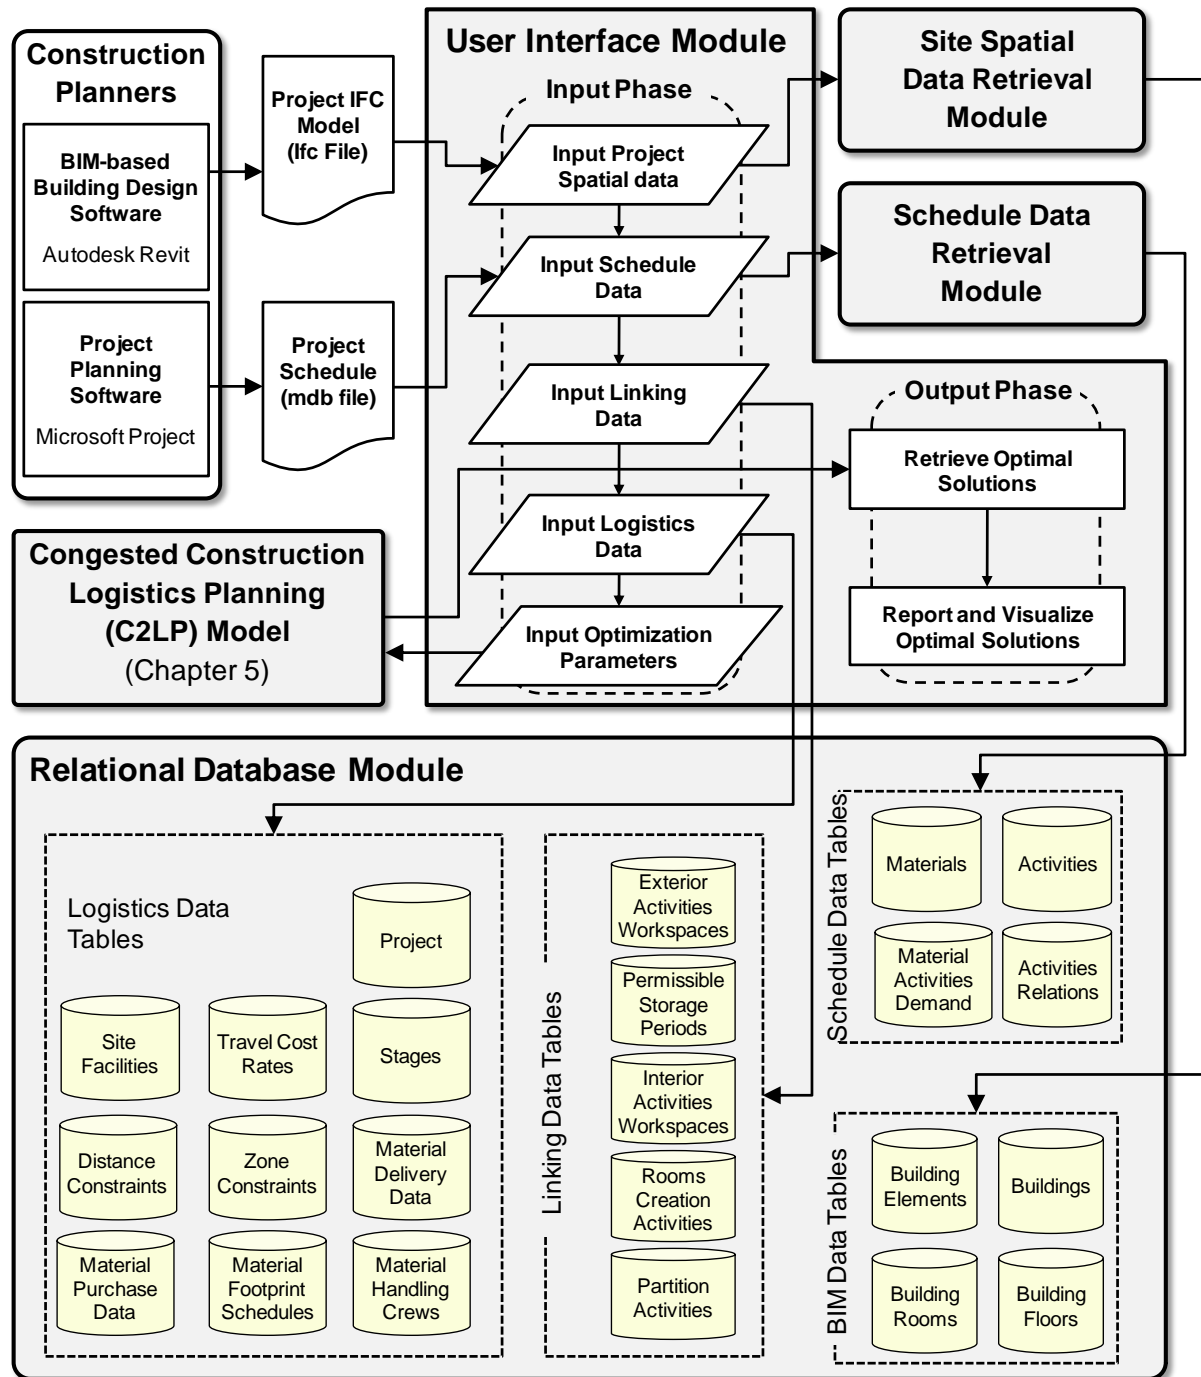 Construction
Planners
BIM-based
Building Design
Software
Autodesk Revit
Project
Planning
Software
Microsoft Project
Project IFC
Model
(Ifc File)
Project
Schedule
(mdb file)
User Interface Module
Input Phase
Input Project
Spatial data
Input Schedule
Data
Input Linking
Data
Input Logistics
Data
Input Optimization
Parameters
Site Spatial
Data Retrieval
Module
Schedule Data
Retrieval
Module
Output Phase
Retrieve Optimal
Solutions
Report and Visualize
Optimal Solutions
Congested Construction
Logistics Planning
(C2LP) Model
(Chapter 5)
Relational Database Module
Logistics Data
Tables
Project
Site
Facilities
Travel Cost
Rates
Stages
Distance
Constraints
Zone
Constraints
Material
Delivery
Data
Material
Purchase
Data
Material
Footprint
Schedules
Material
Handling
Crews
Linking Data Tables
Exterior
Activities
Workspaces
Permissible
Storage
Periods
Interior
Activities
Workspaces
Rooms
Creation
Activities
Partition
Activities
Schedule Data Tables
Materials
Activities
Material
Activities
Demand
Activities
Relations
BIM Data Tables
Building
Elements
Buildings
Building
Rooms
Building
Floors